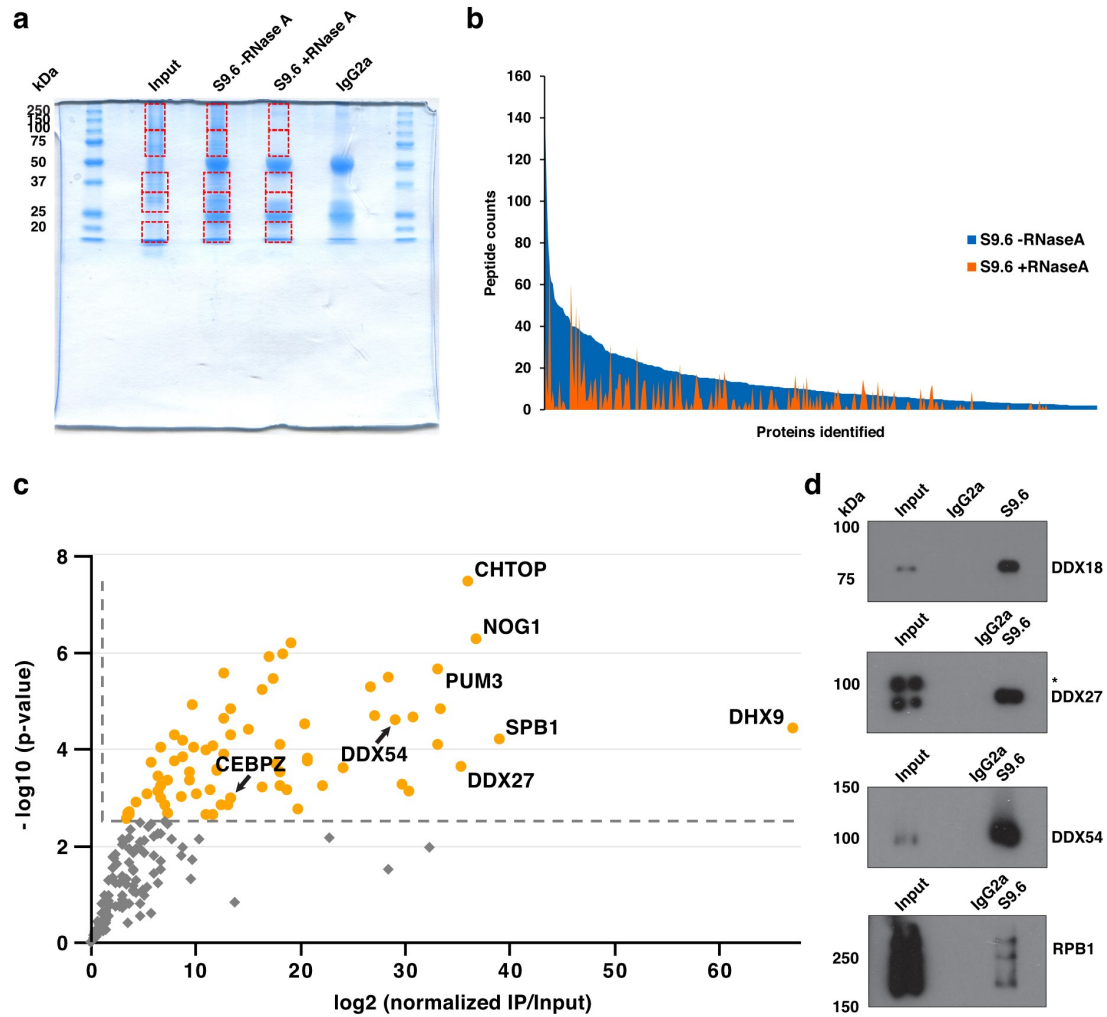 a
kDa
Input
S9.6 -RNase A
S9.6 +RNase A
IgG2a
250
150
100
75
50
37
25
20
b
160
140
120
100
80
60
40
20
0
Peptide counts
S9.6 -RNaseA
S9.6 +RNaseA
Proteins identified
c
8
6
4
2
0
- log10 (p-value)
CHTOP
NOG1
PUM3
SPB1
DHX9
DDX54
DDX27
CEBPZ
0 10 20 30 40 50 60
log2 (normalized IP/Input)
d
kDa
Input
IgG2a
S9.6
100
75
DDX18
Input
IgG2a
S9.6
100
*
DDX27
Input
IgG2a
S9.6
150
100
DDX54
Input
IgG2a
S9.6
250
150
RPB1